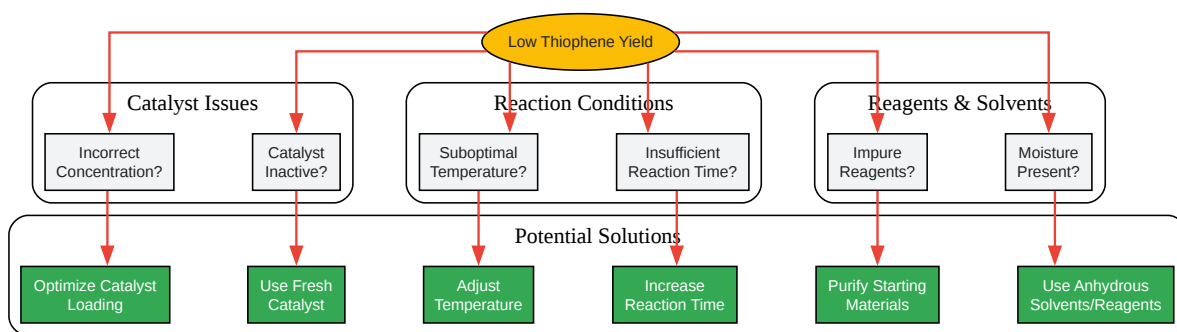 Low Thiophene Yield
Catalyst Issues
Reaction Conditions
Reagents & Solvents
Incorrect
Concentration?
Catalyst
Inactive?
Suboptimal
Temperature?
Insufficient
Reaction Time?
Impure
Reagents?
Moisture
Present?
Potential Solutions
Optimize Catalyst
Loading
Use Fresh
Catalyst
Adjust
Temperature
Increase
Reaction Time
Purify Starting
Materials
Use Anhydrous
Solvents/Reagents